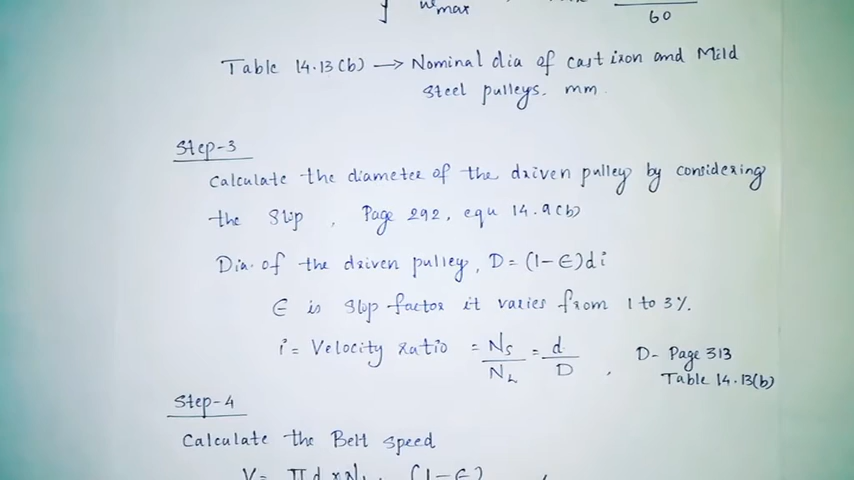 w max
60
Table 14.13(b) → Nominal dia of cast iron and Mild
Steel pulleys. mm.
Step-3
Calculate the diameter of the driven pulley by considering
the Slip , Page 292, equ 14.9(b)
Dia. of the driven pulley, D = (1-ϵ)di
ϵ is Slip factor it varies from 1 to 3%.
i = Velocity ratio = NS/NL = d/D , D- Page 313
Table 14.13(b)
Step-4
Calculate the Belt speed